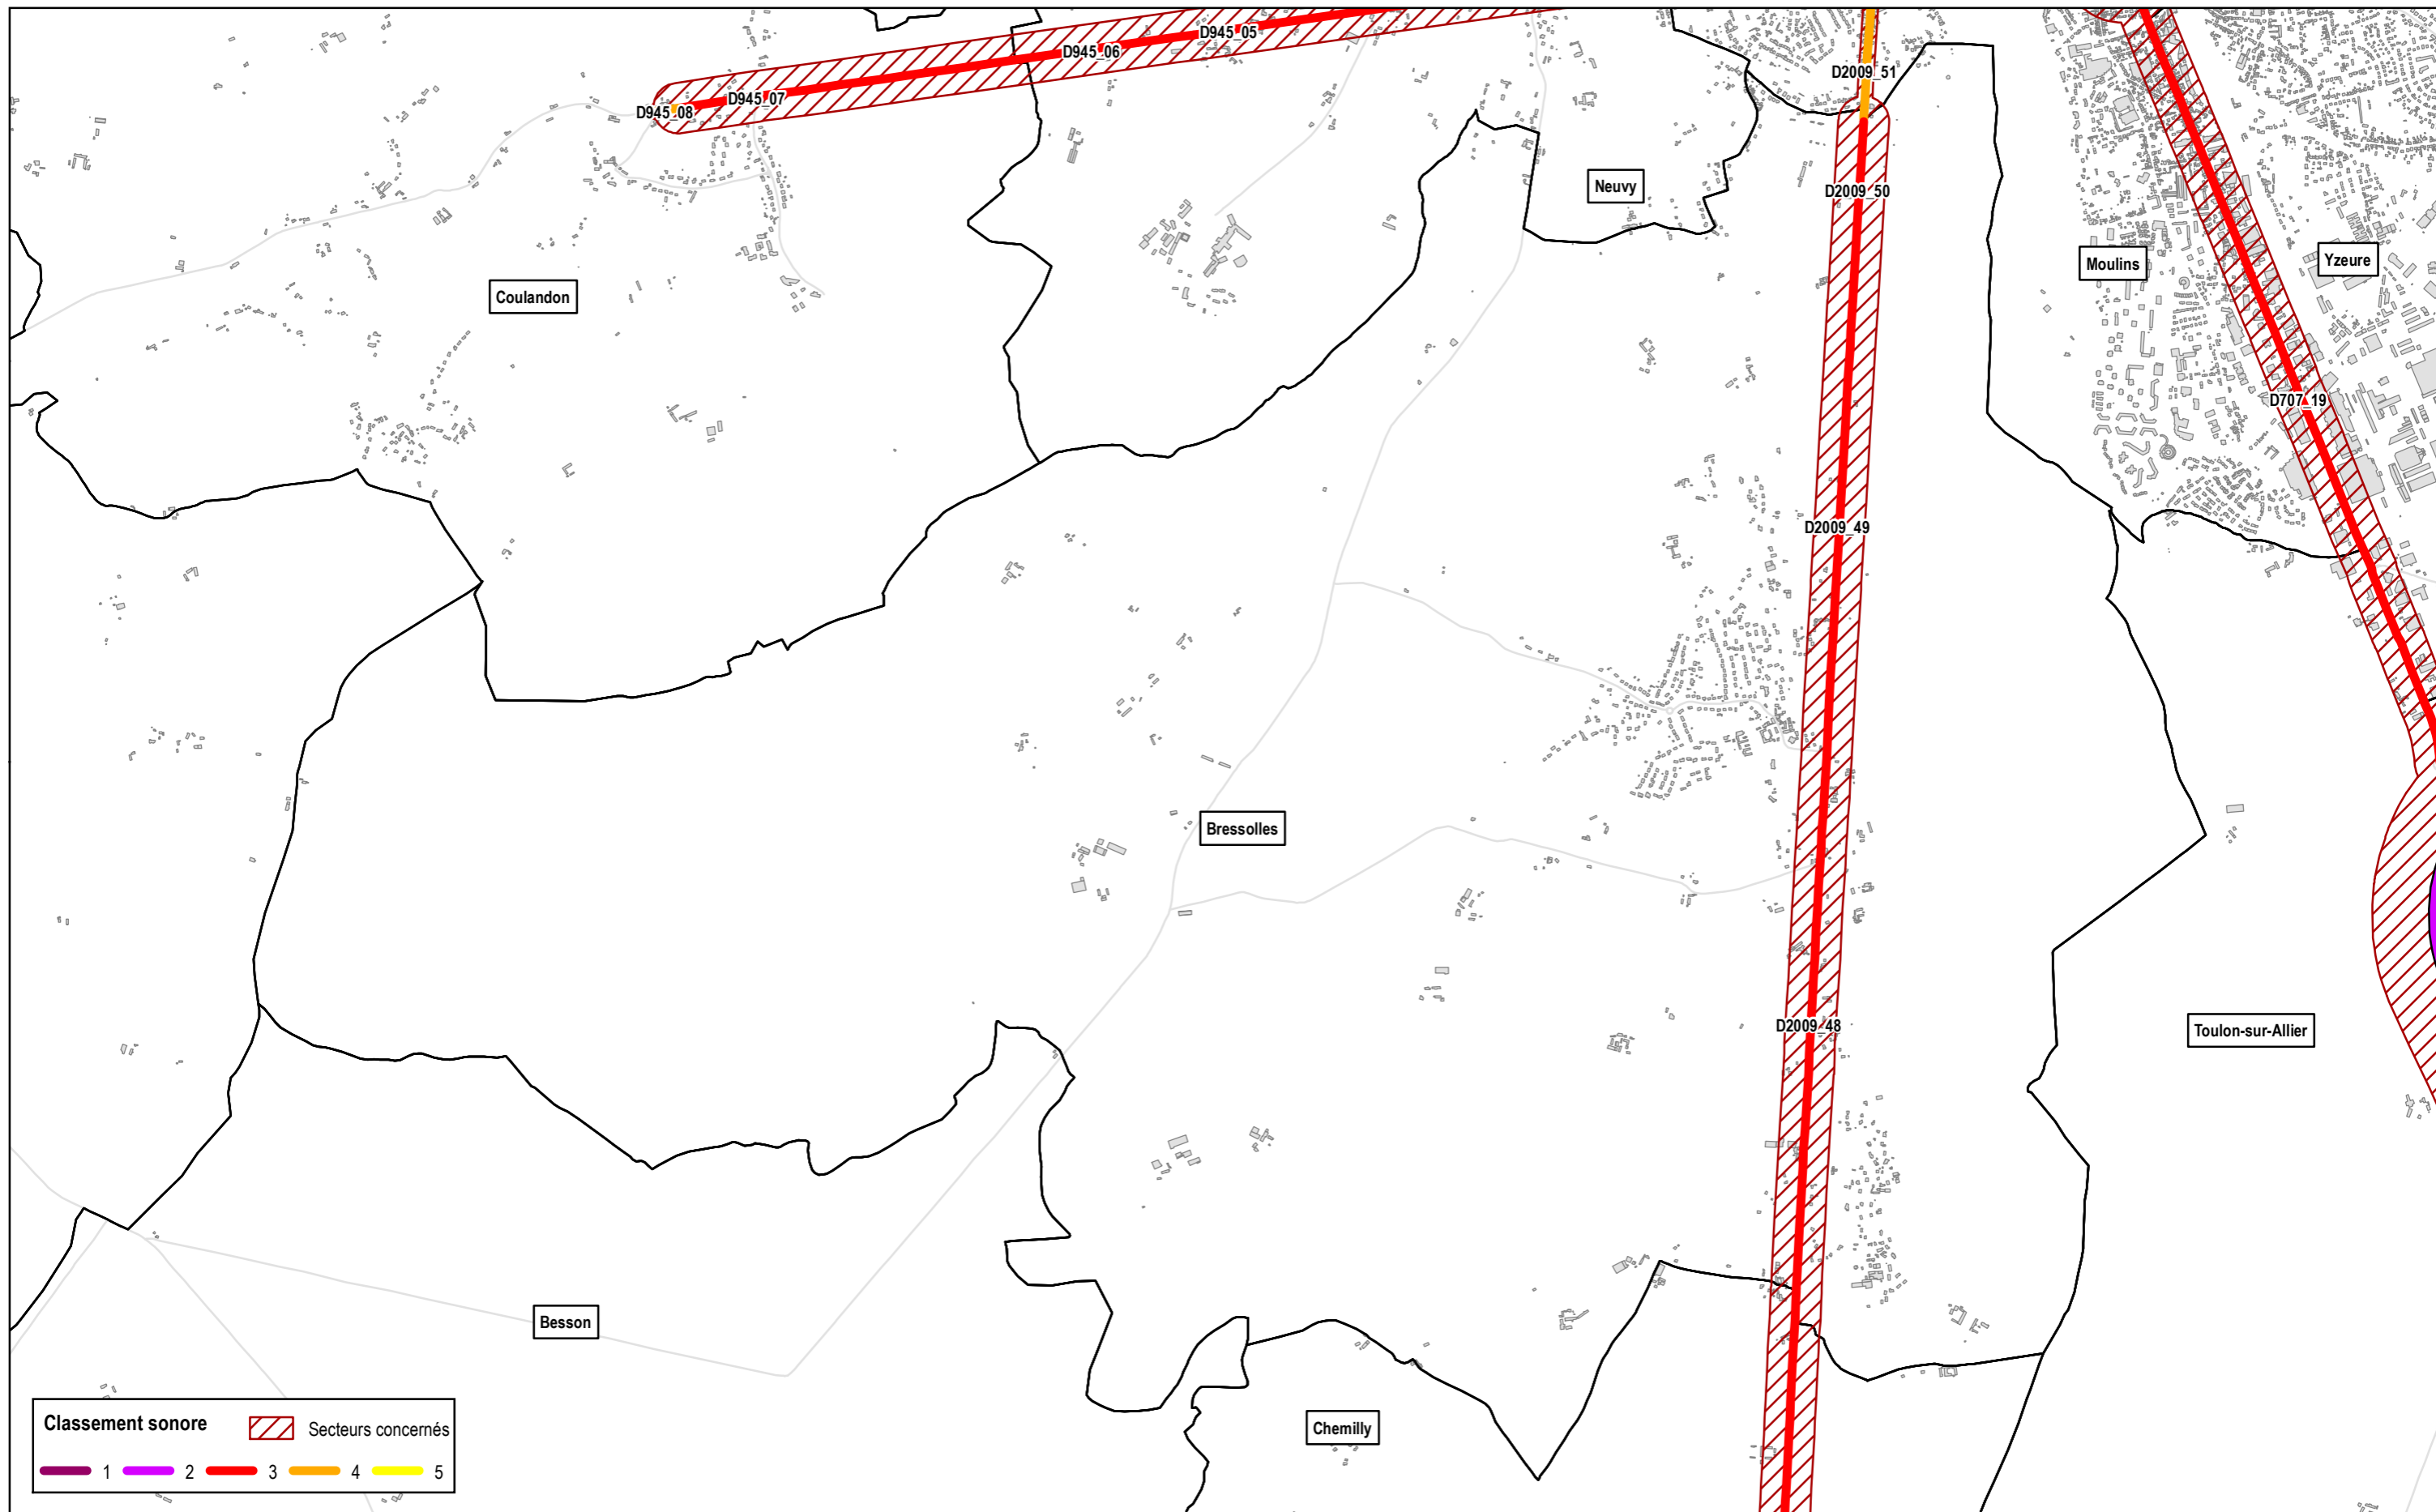 D945_05
D945_06
D945_07
D945_08
D2009_51
D2009_50
Neuvy
Moulins
Yzeure
Coulandon
D707_19
D2009_49
Bressolles
D2009_48
Toulon-sur-Allier
Besson
Chemilly
Classement sonore
Secteurs concernés
1 2 3 4 5